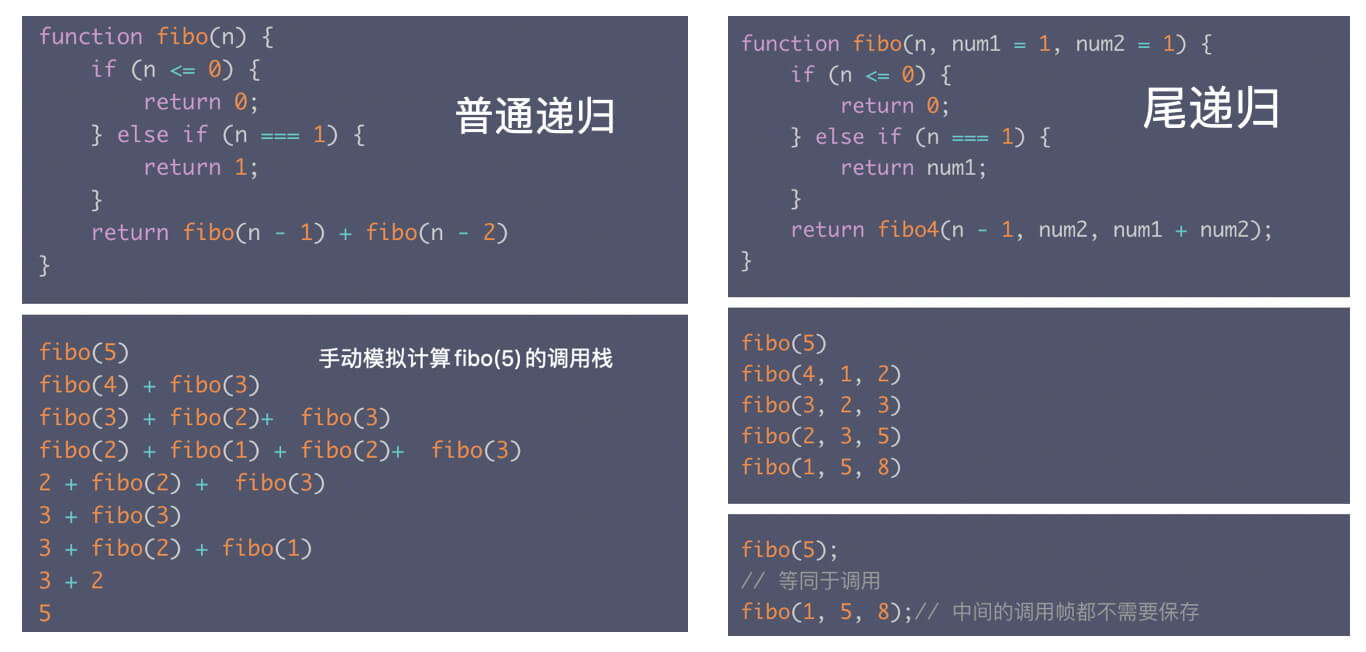 function fibo(n) {
    if (n <= 0) {
        return 0;
    } else if (n === 1) {
        return 1;
    }
    return fibo(n - 1) + fibo(n - 2)
}
普通递归
fibo(5)
手动模拟计算fibo(5)的调用栈
fibo(4) + fibo(3)
fibo(3) + fibo(2)+  fibo(3)
fibo(2) + fibo(1) + fibo(2)+  fibo(3)
2 + fibo(2) +  fibo(3)
3 + fibo(3)
3 + fibo(2) + fibo(1)
3 + 2
5
function fibo(n, num1 = 1, num2 = 1) {
    if (n <= 0) {
        return 0;
    } else if (n === 1) {
        return num1;
    }
    return fibo4(n - 1, num2, num1 + num2);
}
尾递归
fibo(5)
fibo(4, 1, 2)
fibo(3, 2, 3)
fibo(2, 3, 5)
fibo(1, 5, 8)
fibo(5);
// 等同于调用
fibo(1, 5, 8);// 中间的调用帧都不需要保存